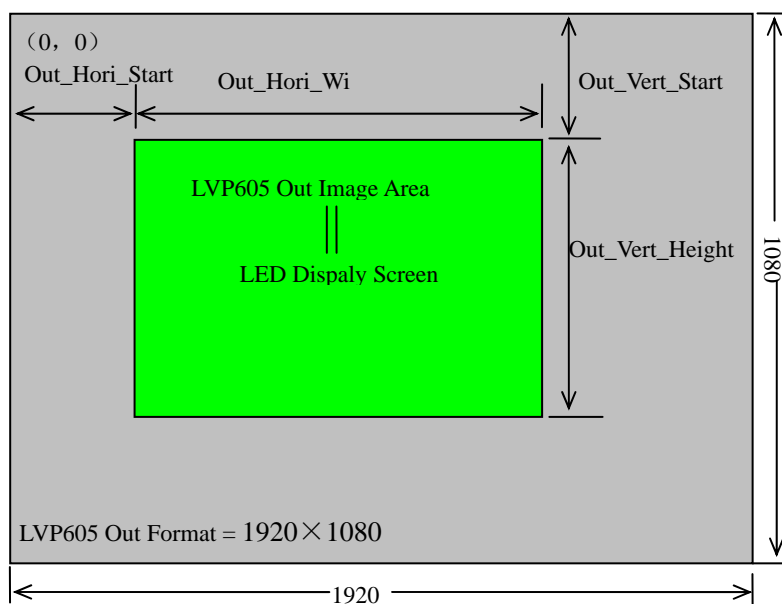 （0，0）
Out_Hori_Start
Out_Hori_Wi
Out_Vert_Start
LVP605 Out Image Area
||
LED Dispaly Screen
Out_Vert_Height
1080
LVP605 Out Format = 1920×1080
1920